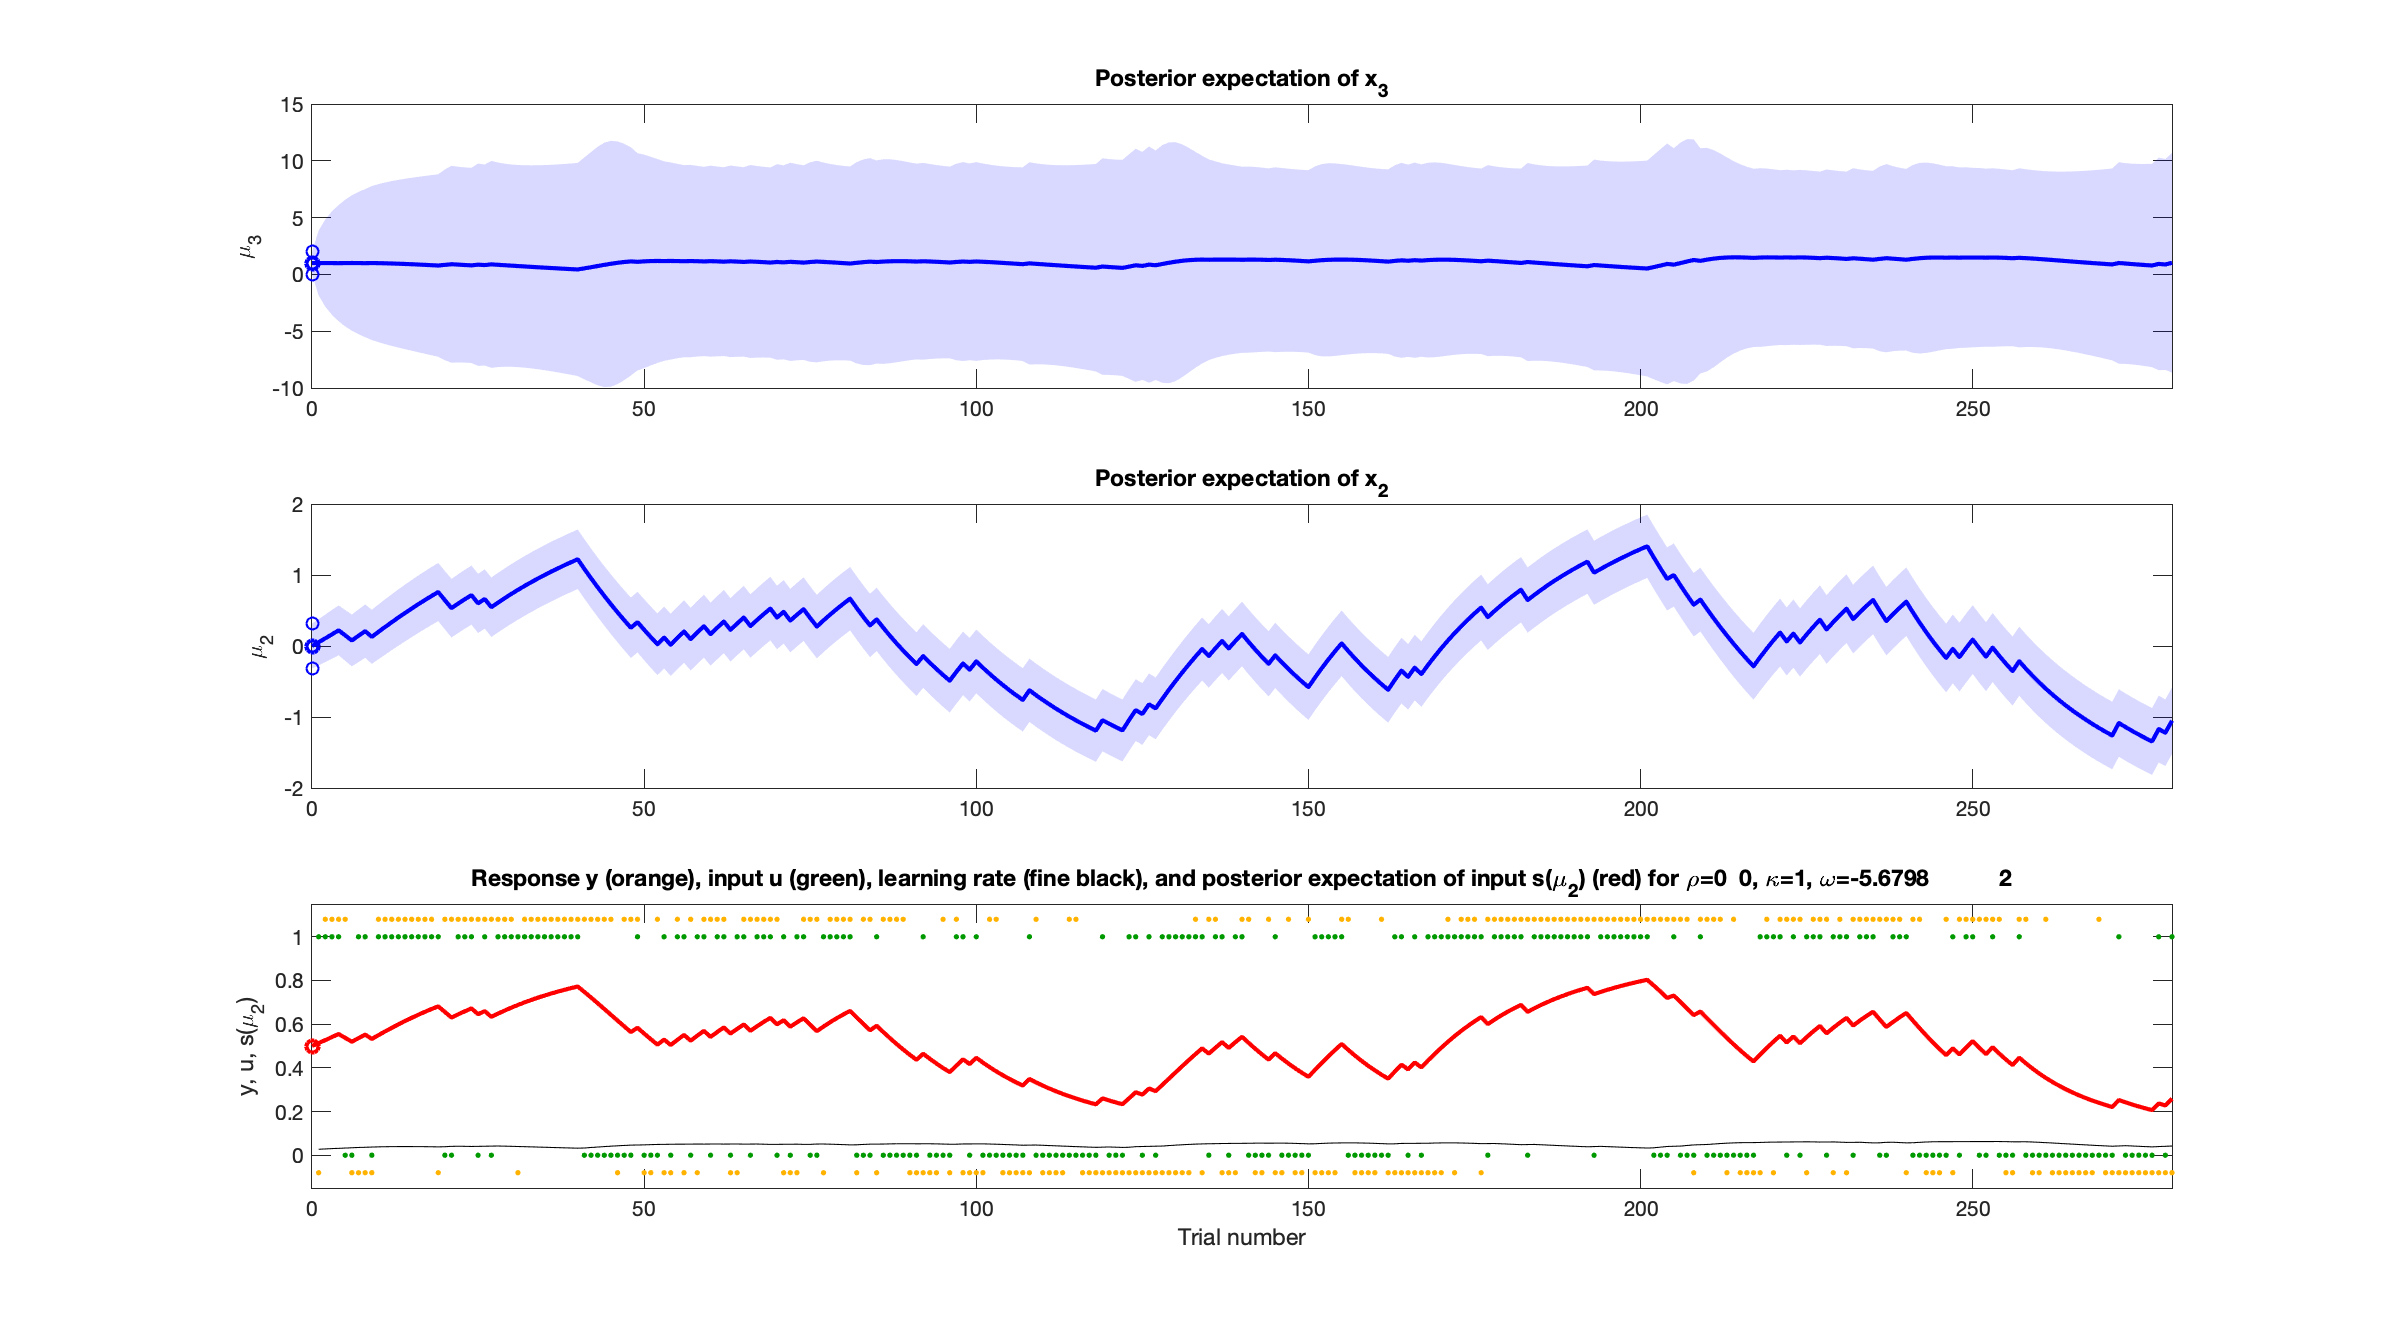 Posterior expectation of x3
15
10
5
0
-5
-10
μ3
0 50 100 150 200 250
Posterior expectation of x2
2
1
0
-1
-2
μ2
0 50 100 150 200 250
Response y (orange), input u (green), learning rate (fine black), and posterior expectation of input s(μ2) (red) for ρ=0 0, κ=1, ω=-5.6798 2
1
0.8
0.6
0.4
0.2
0
y, u, s(μ2)
0 50 100 150 200 250
Trial number